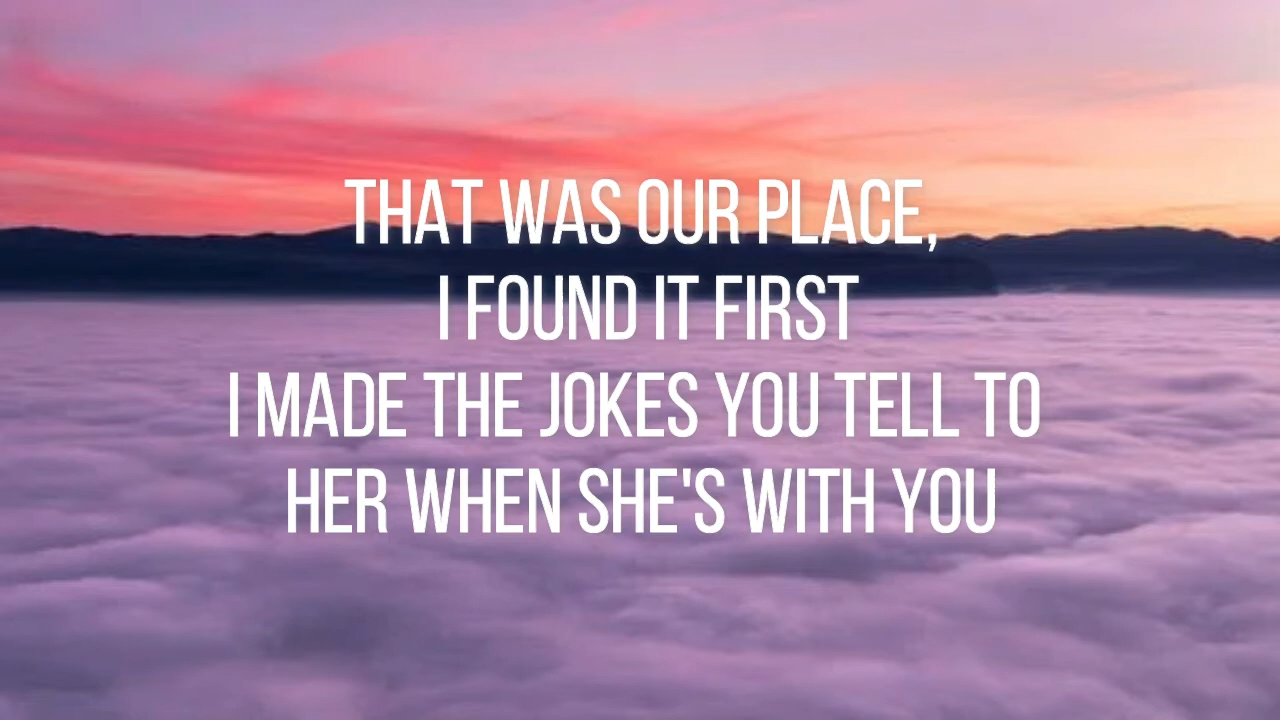 THAT WAS OUR PLACE,
I FOUND IT FIRST
I MADE THE JOKES YOU TELL TO
HER WHEN SHE'S WITH YOU